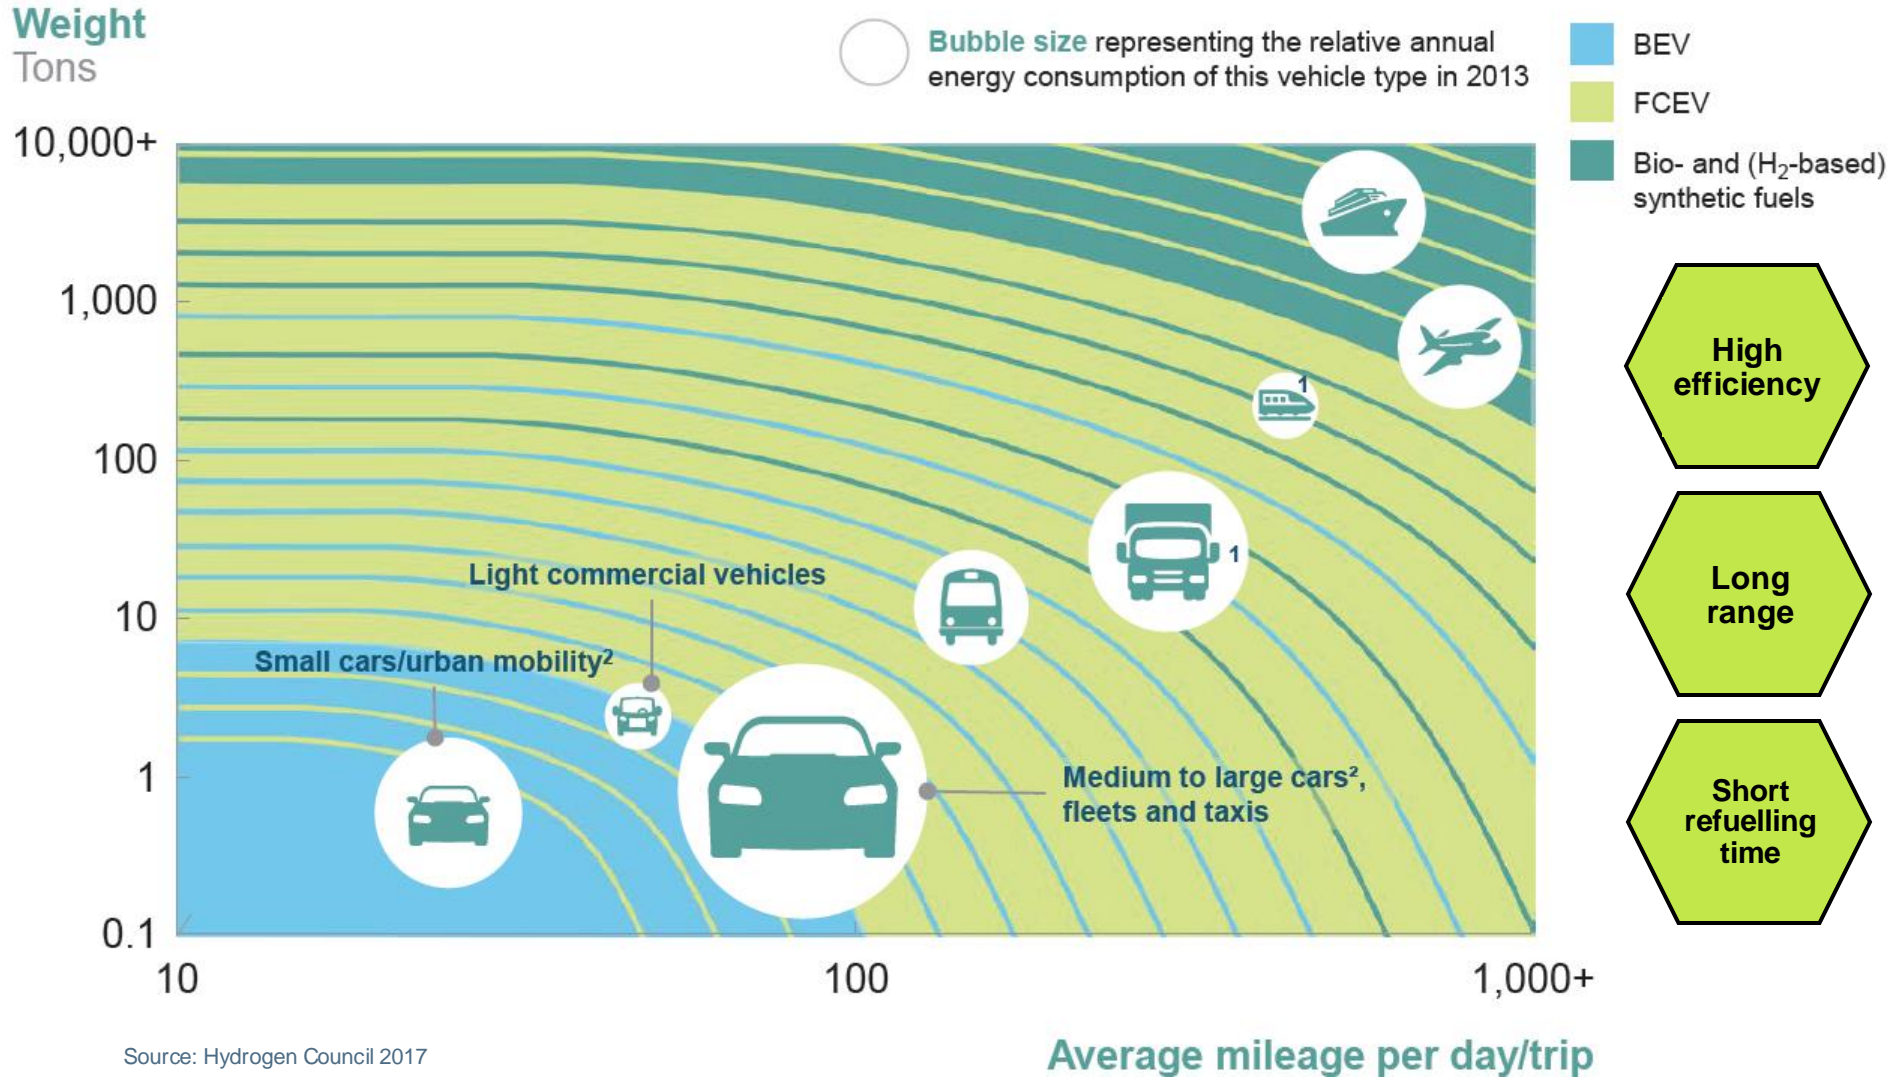 Weight
Tons
Bubble size representing the relative annual
energy consumption of this vehicle type in 2013
BEV
FCEV
Bio- and (H₂-based)
synthetic fuels
10,000+
1,000
100
10
1
0.1
10
100
1,000+
Average mileage per day/trip
Light commercial vehicles
Small cars/urban mobility²
Medium to large cars²,
fleets and taxis
1
1
High
efficiency
Long
range
Short
refuelling
time
Source: Hydrogen Council 2017